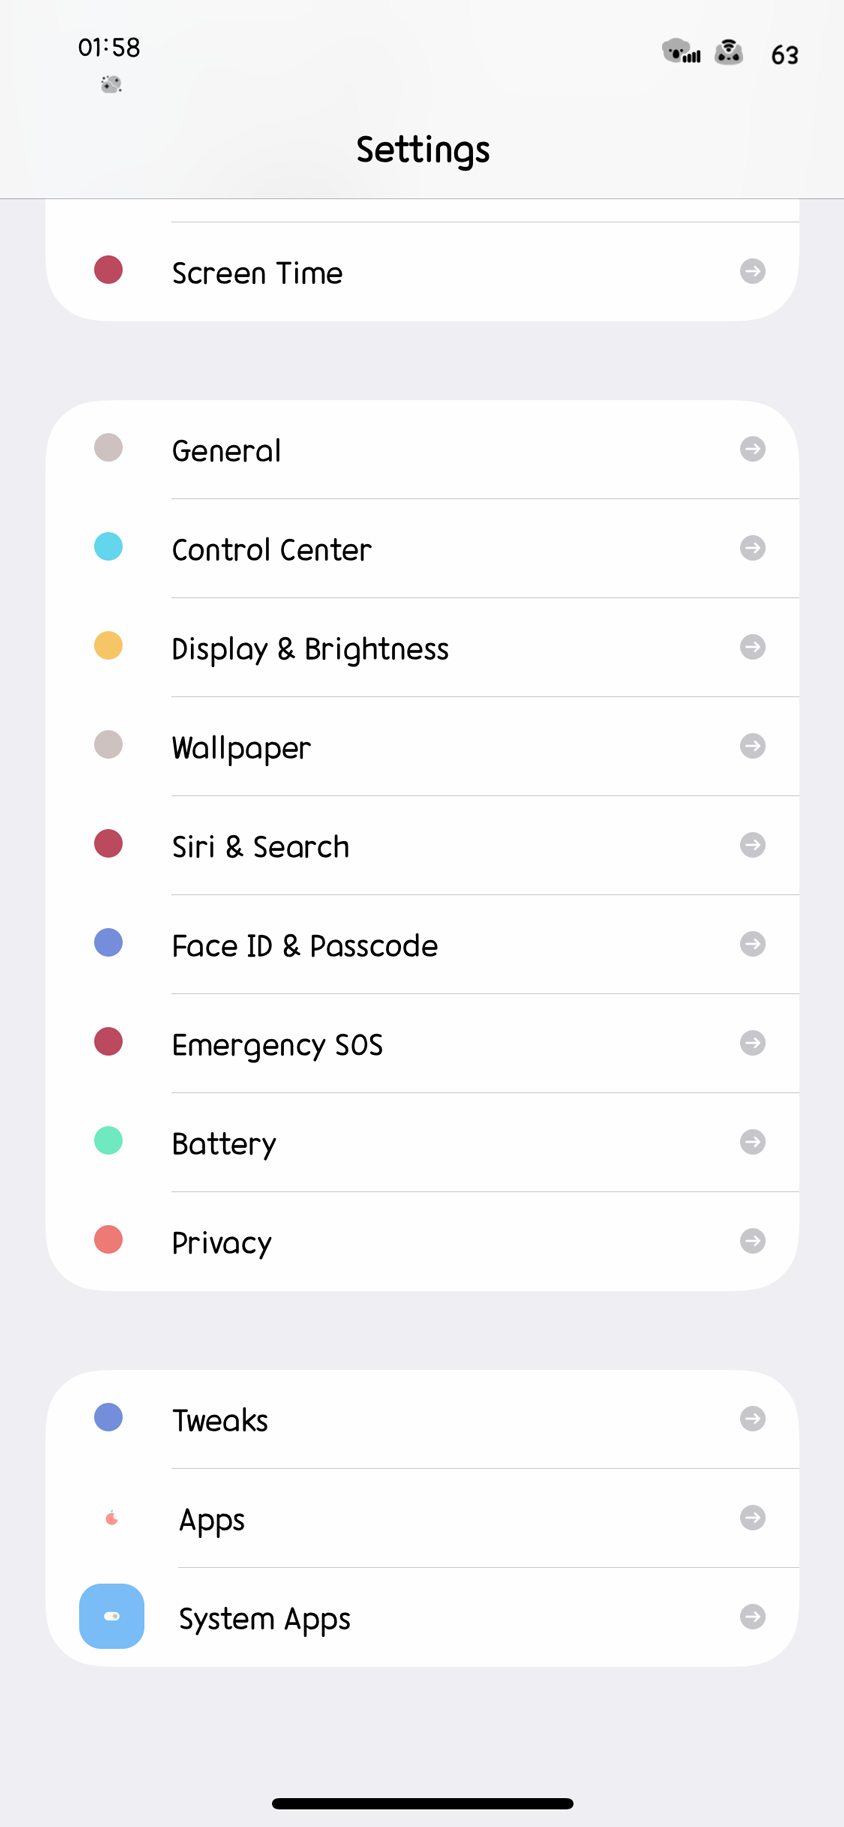 01:58
63
Settings
Screen Time
General
Control Center
Display & Brightness
Wallpaper
Siri & Search
Face ID & Passcode
Emergency SOS
Battery
Privacy
Tweaks
Apps
System Apps